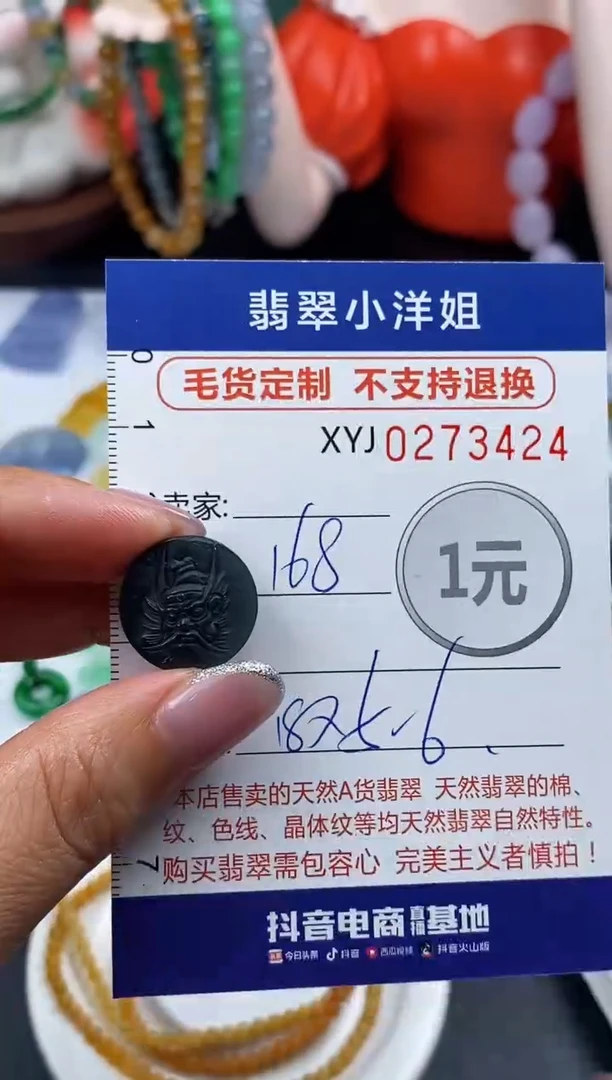 翡翠小洋姐
毛货定制 不支持退换
0
1
XYJ 0273424
卖家:
168
1元
本店售卖的天然A货翡翠 天然翡翠的棉、
纹、色线、晶体纹等均天然翡翠自然特性。
7
购买翡翠需包容心 完美主义者慎拍!
抖音电商直播基地
今日头条 抖音 西瓜视频 抖音火山版